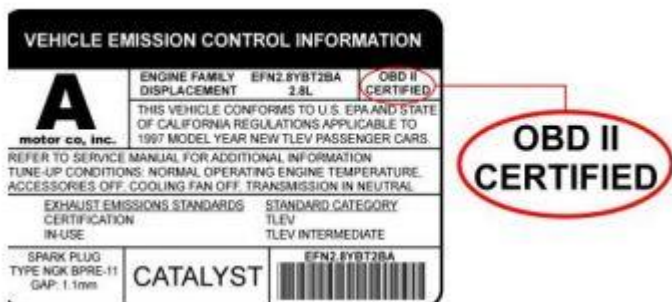 VEHICLE EMISSION CONTROL INFORMATION
A
motor co, inc.
ENGINE FAMILY EFN2.8YBT2BA
DISPLACEMENT 2.8L
OBD II
CERTIFIED
THIS VEHICLE CONFORMS TO U.S. EPA AND STATE
OF CALIFORNIA REGULATIONS APPLICABLE TO
1997 MODEL YEAR NEW TLEV PASSENGER CARS.
REFER TO SERVICE MANUAL FOR ADDITIONAL INFORMATION
TUNE-UP CONDITIONS: NORMAL OPERATING ENGINE TEMPERATURE,
ACCESSORIES OFF, COOLING FAN OFF, TRANSMISSION IN NEUTRAL
EXHAUST EMISSIONS STANDARDS STANDARD CATEGORY
CERTIFICATION TLEV
IN-USE TLEV INTERMEDIATE
SPARK PLUG
TYPE NGK BPRE-11
GAP: 1.1mm
CATALYST
EFN2.8YBT2BA
OBD II
CERTIFIED